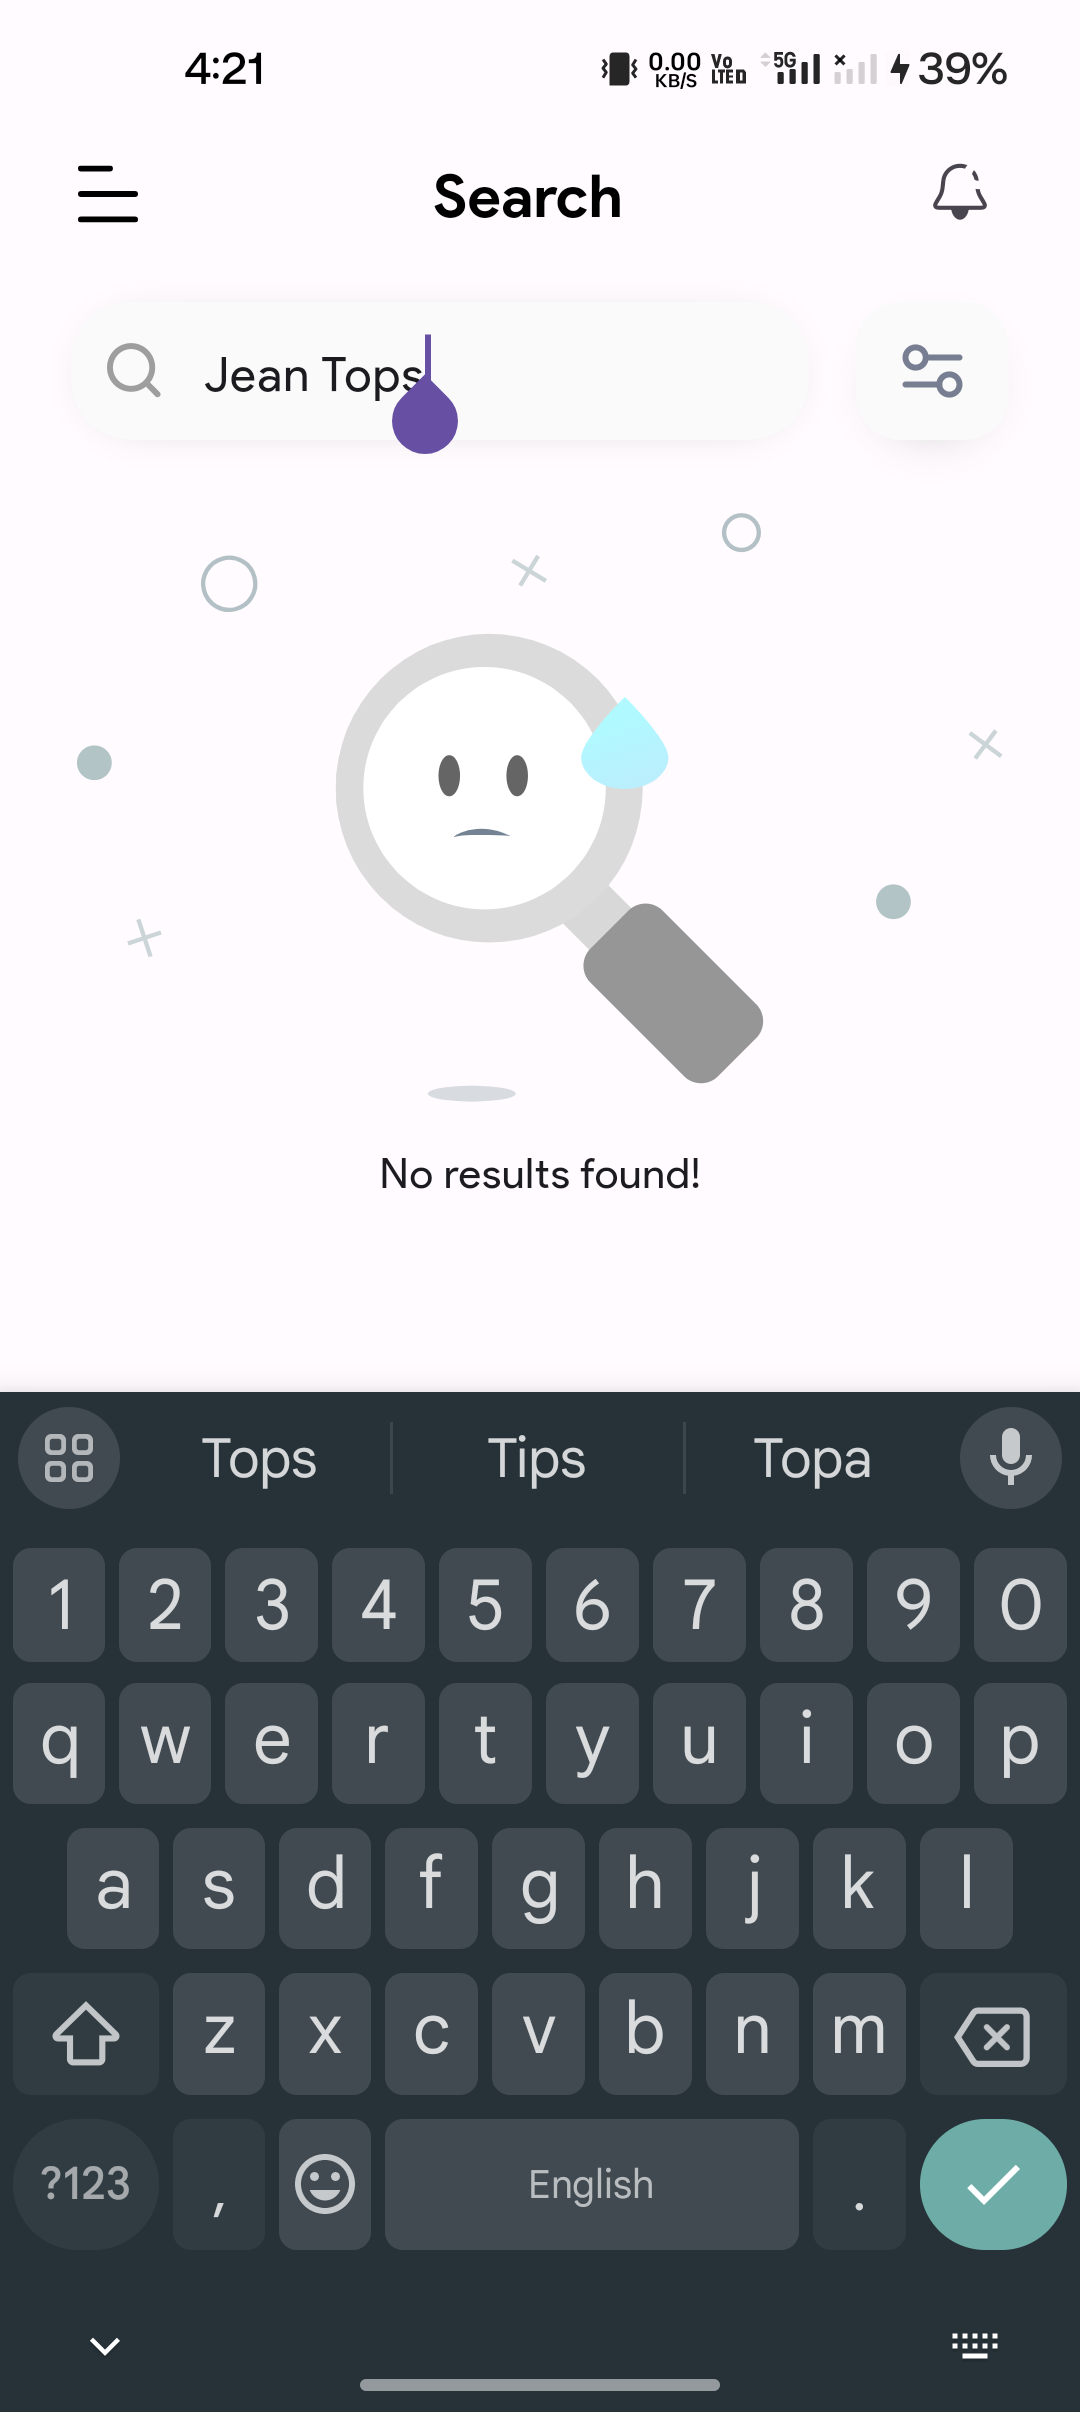 4:21 0.00 KB/S Vo LTE D 5G 39%
Search
Jean Tops
No results found!
Tops Tips Topa
1 2 3 4 5 6 7 8 9 0
q w e r t y u i o p
a s d f g h j k l
z x c v b n m
?123 , English .